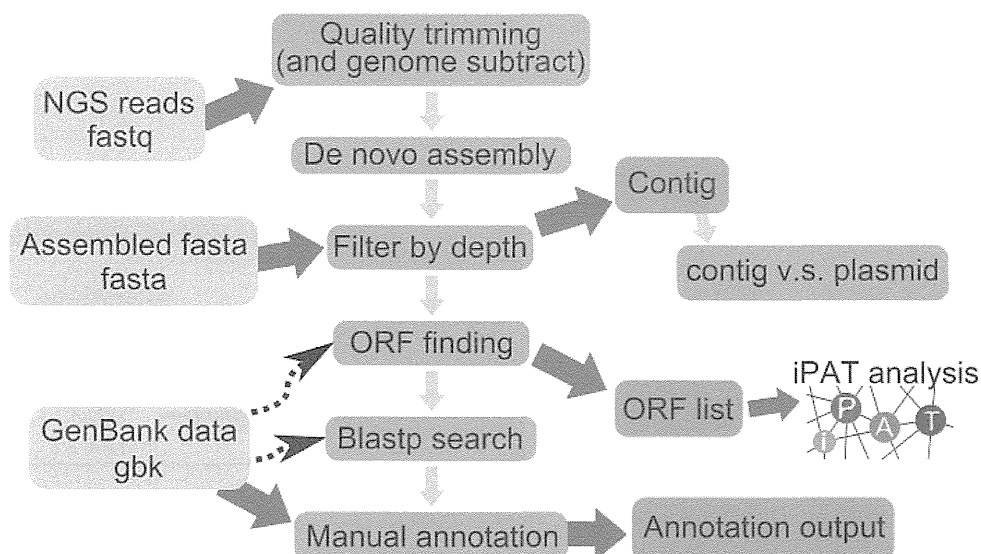 Quality trimming
(and genome subtract)
NGS reads
fastq
De novo assembly
Contig
Assembled fasta
fasta
Filter by depth
contig v.s. plasmid
ORF finding
iPAT analysis
P
i
A
T
ORF list
GenBank data
gbk
Blastp search
Manual annotation
Annotation output